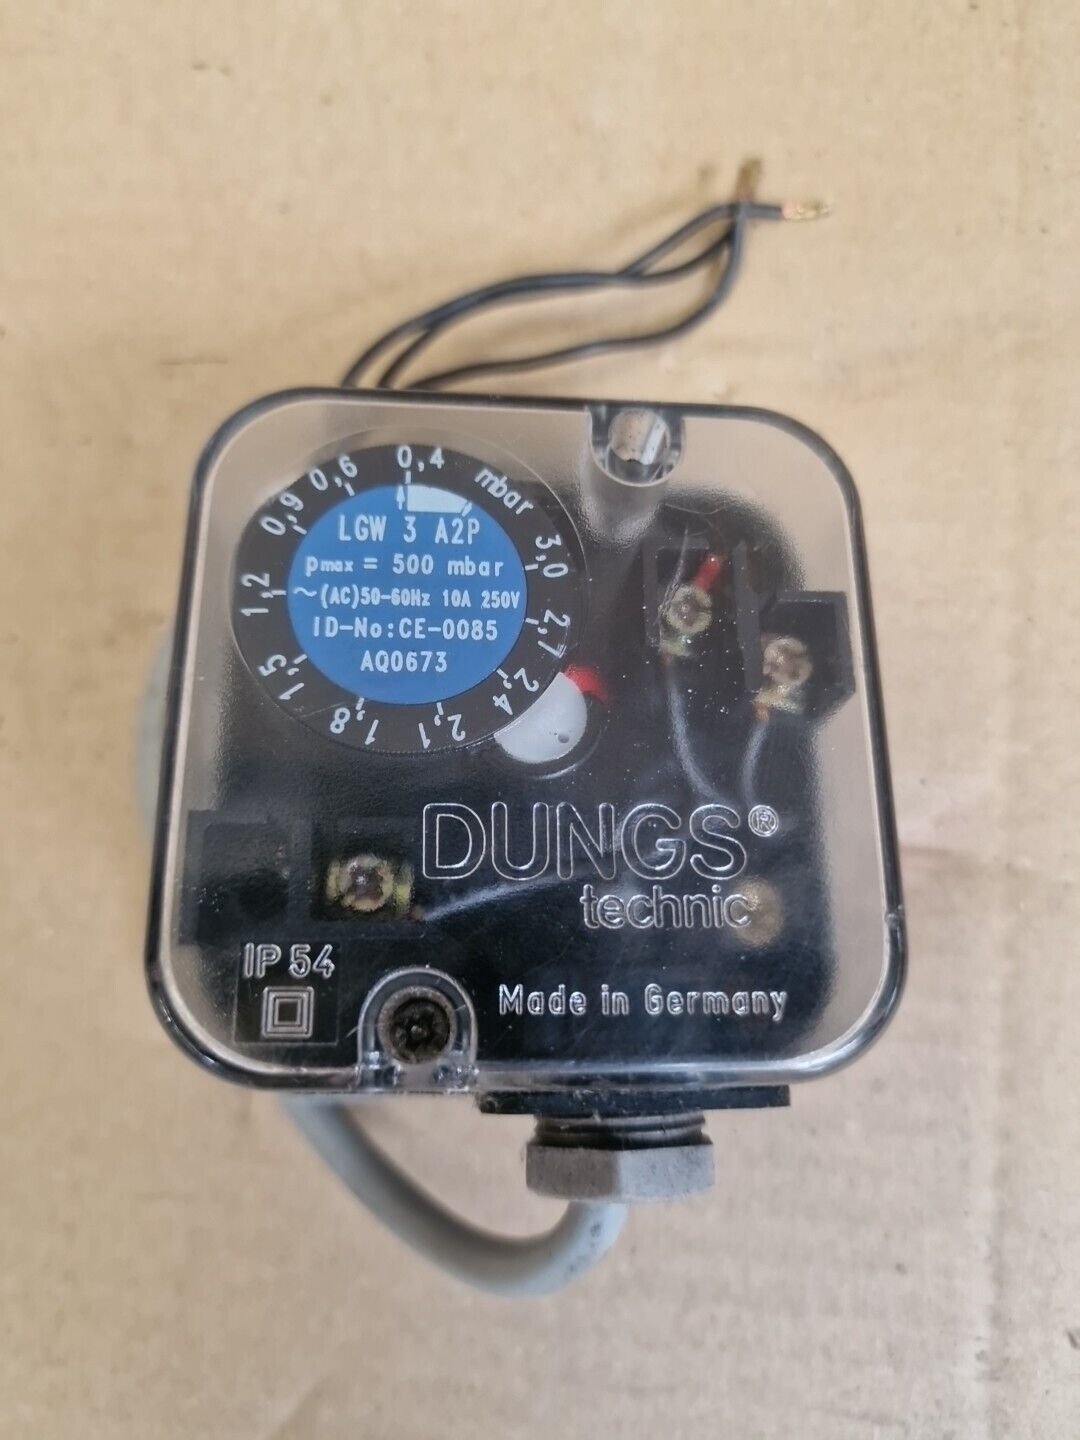 0,4
mbar
3,0
2,7
2,4
2,1
1,8
1,5
1,2
0,9
0,6
LGW 3 A2P
pmax = 500 mbar
~(AC)50-60Hz 10A 250V
ID-No:CE-0085
AQ0673
DUNGS®
technic
IP 54
Made in Germany